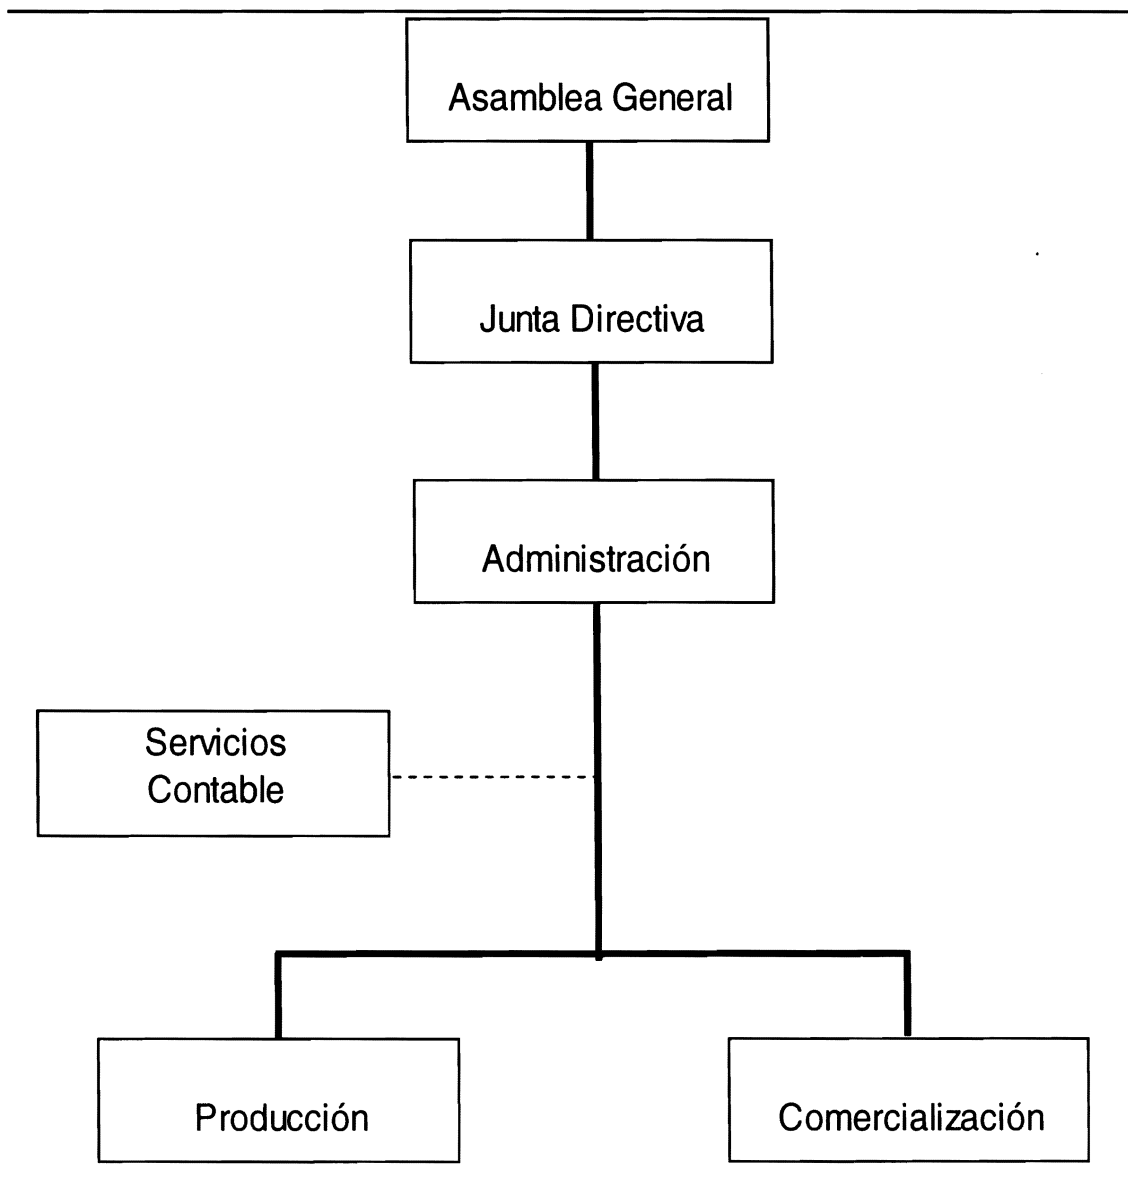 Asamblea General
Junta Directiva
Administración
Servicios
Contable
Producción
Comercialización